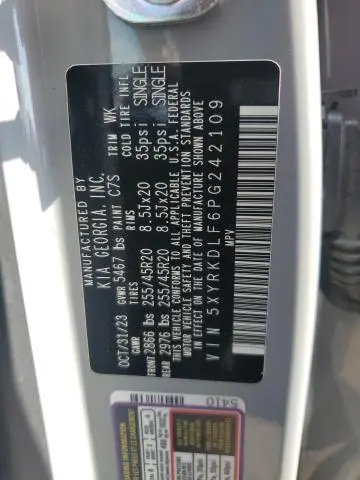 MANUFACTURED BY
KIA GEORGIA, INC.
OCT/31/23 GVWR 5467 lbs PAINT C7S TRIM WK
GAWR TIRES RIMS COLD TIRE INFL
FRONT 2866 lbs 255/45R20 8.5Jx20 35psi SINGLE
REAR 2976 lbs 255/45R20 8.5Jx20 35psi SINGLE
THIS VEHICLE CONFORMS TO ALL APPLICABLE U.S.A. FEDERAL
MOTOR VEHICLE SAFETY AND THEFT PREVENTION STANDARDS
IN EFFECT ON THE DATE OF MANUFACTURE SHOWN ABOVE.
VIN 5XYRKDLF6PG242109
MPV
5410